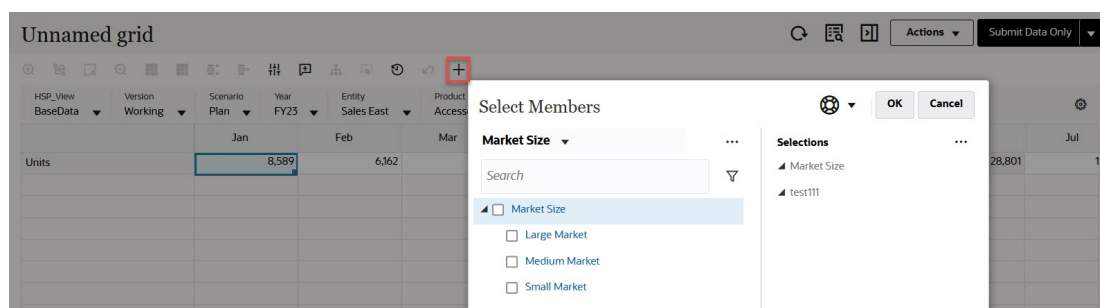 Unnamed grid
Actions
Submit Data Only
HSP_View
Version
Scenario
Year
Entity
Product
BaseData
Working
Plan
FY23
Sales East
Access
Jan
Feb
Mar
Jul
Units
8,589
6,162
28,801
1
Select Members
OK
Cancel
Market Size
Selections
Search
Market Size
test111
Market Size
Large Market
Medium Market
Small Market